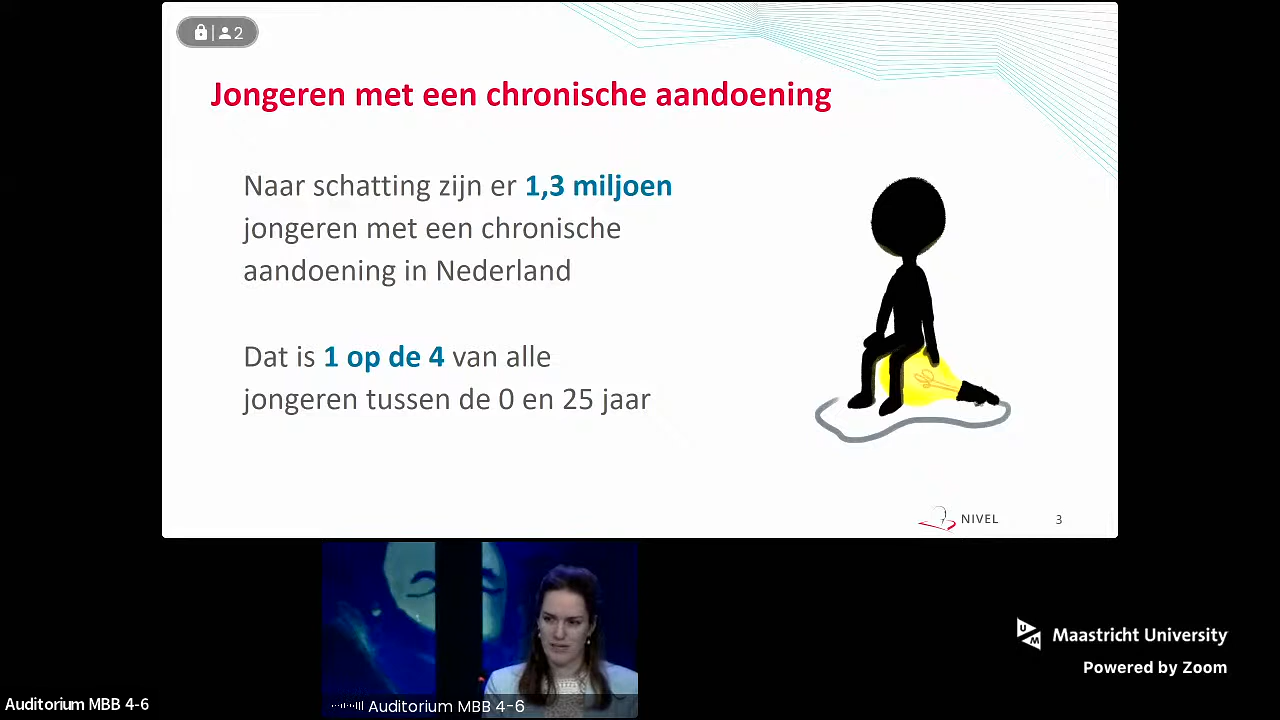 2
Jongeren met een chronische aandoening
Naar schatting zijn er 1,3 miljoen
jongeren met een chronische
aandoening in Nederland
Dat is 1 op de 4 van alle
jongeren tussen de 0 en 25 jaar
NIVEL
3
UM
Maastricht University
Powered by Zoom
Auditorium MBB 4-6
Auditorium MBB 4-6